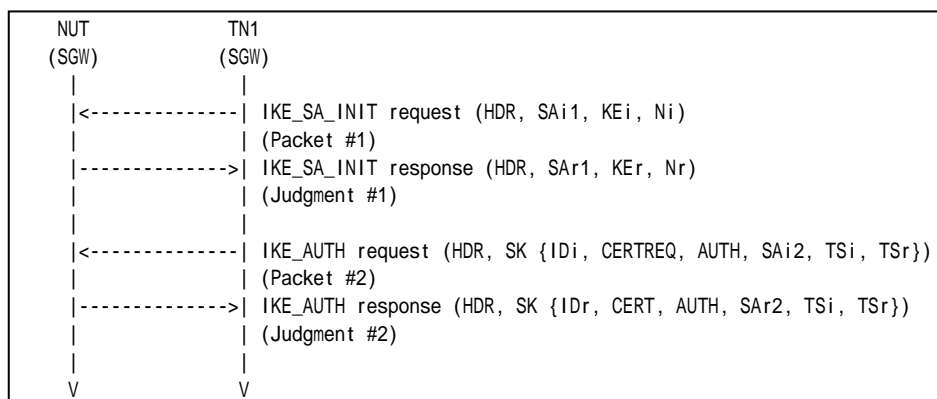 NUT TN1
(SGW) (SGW)
| |
|<--------------| IKE_SA_INIT request (HDR, SAi1, KEi, Ni)
| | (Packet #1)
|-------------->| IKE_SA_INIT response (HDR, SAr1, KEr, Nr)
| | (Judgment #1)
| |
|<--------------| IKE_AUTH request (HDR, SK {IDi, CERTREQ, AUTH, SAi2, TSi, TSr})
| | (Packet #2)
|-------------->| IKE_AUTH response (HDR, SK {IDr, CERT, AUTH, SAr2, TSi, TSr})
| | (Judgment #2)
| |
V V